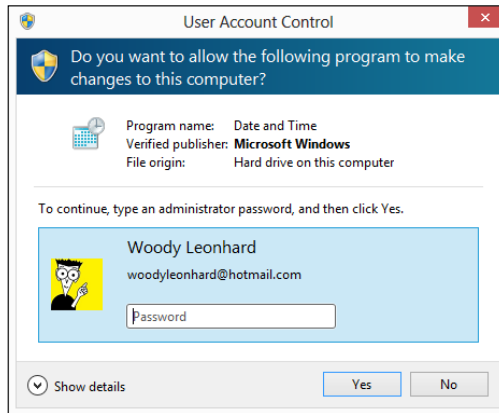 User Account Control
Do you want to allow the following program to make
changes to this computer?
Program name: Date and Time
Verified publisher: Microsoft Windows
File origin: Hard drive on this computer
To continue, type an administrator password, and then click Yes.
Woody Leonhard
woodyleonhard@hotmail.com
Password
Show details
Yes
No